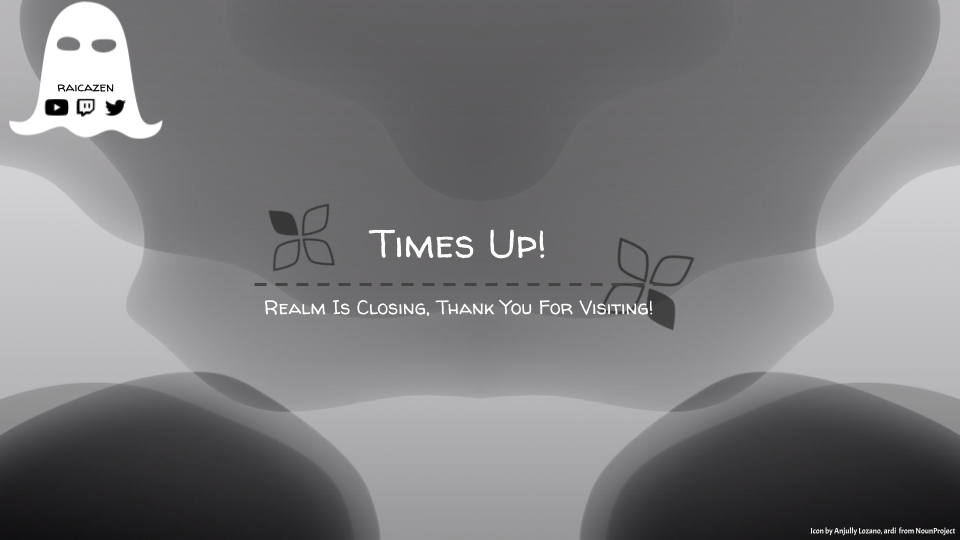 RAICAZEN
Times Up!
Realm Is Closing, Thank You For Visiting!
Icon by Anjully Lozano, ardi from NounProject